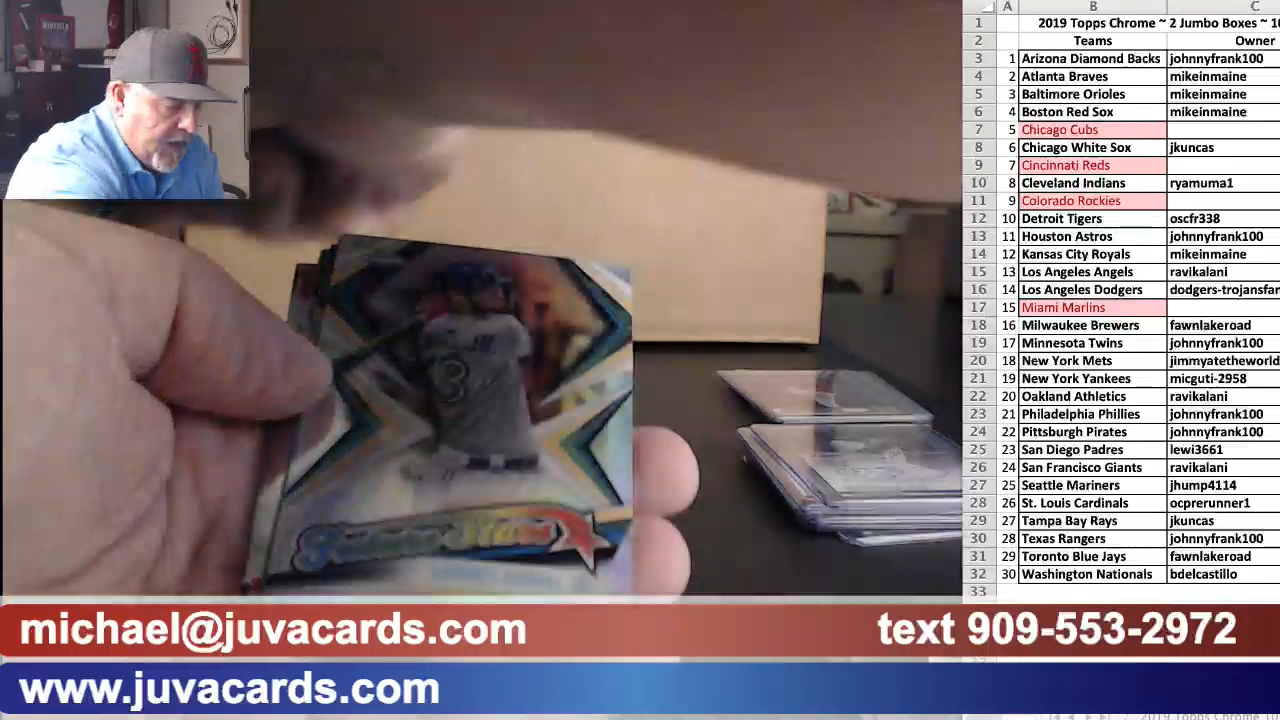 A B C
1 2019 Topps Chrome ~ 2 Jumbo Boxes ~ 1
2 Teams Owner
3 1 Arizona Diamond Backs johnnyfrank100
4 2 Atlanta Braves mikeinmaine
5 3 Baltimore Orioles mikeinmaine
6 4 Boston Red Sox mikeinmaine
7 5 Chicago Cubs
8 6 Chicago White Sox jkuncas
9 7 Cincinnati Reds
10 8 Cleveland Indians ryamuma1
11 9 Colorado Rockies
12 10 Detroit Tigers oscfr338
13 11 Houston Astros johnnyfrank100
14 12 Kansas City Royals mikeinmaine
15 13 Los Angeles Angels ravikalani
16 14 Los Angeles Dodgers dodgers-trojansfan
17 15 Miami Marlins
18 16 Milwaukee Brewers fawnlakeroad
19 17 Minnesota Twins johnnyfrank100
20 18 New York Mets jimmyatetheworld
21 19 New York Yankees micguti-2958
22 20 Oakland Athletics ravikalani
23 21 Philadelphia Phillies johnnyfrank100
24 22 Pittsburgh Pirates johnnyfrank100
25 23 San Diego Padres lewi3661
26 24 San Francisco Giants ravikalani
27 25 Seattle Mariners jhump4114
28 26 St. Louis Cardinals ocprerunner1
29 27 Tampa Bay Rays jkuncas
30 28 Texas Rangers johnnyfrank100
31 29 Toronto Blue Jays fawnlakeroad
32 30 Washington Nationals bdelcastillo
33
michael@juvacards.com text 909-553-2972
www.juvacards.com